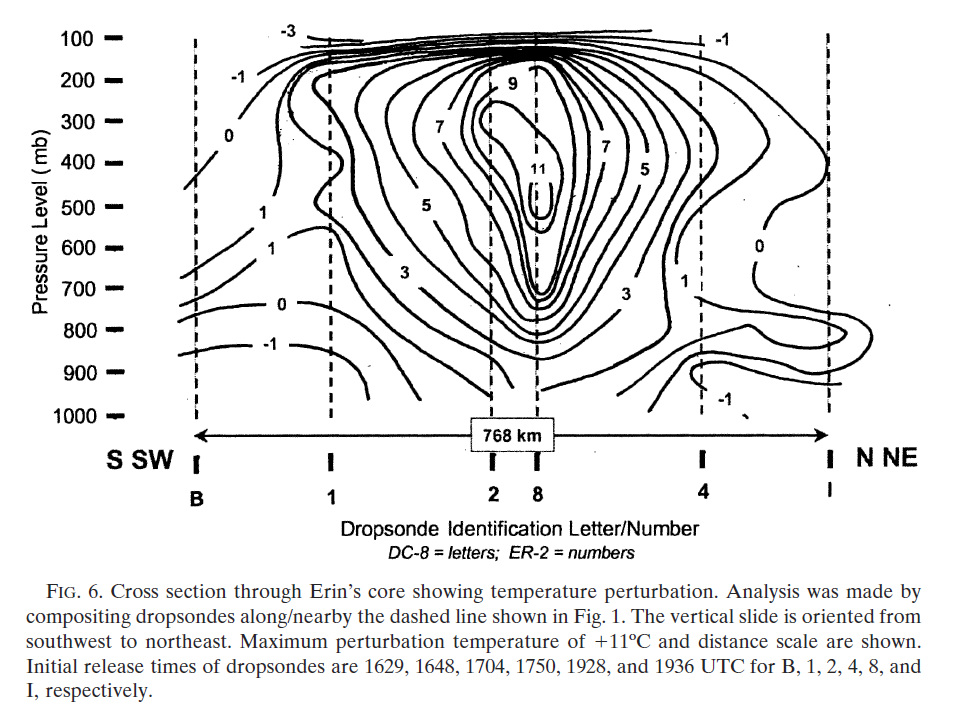 -3
-1
100
-1
200
9
300
7
7
0
400
11
5
500
1
5
600
1
0
3
700
1
3
0
800
-1
900
-1
1000
Pressure Level (mb)
768 km
S SW
N NE
B 1 2 8 4 I
Dropsonde Identification Letter/Number
DC-8 = letters; ER-2 = numbers
FIG. 6. Cross section through Erin's core showing temperature perturbation. Analysis was made by
compositing dropsondes along/nearby the dashed line shown in Fig. 1. The vertical slide is oriented from
southwest to northeast. Maximum perturbation temperature of +11°C and distance scale are shown.
Initial release times of dropsondes are 1629, 1648, 1704, 1750, 1928, and 1936 UTC for B, 1, 2, 4, 8, and
I, respectively.